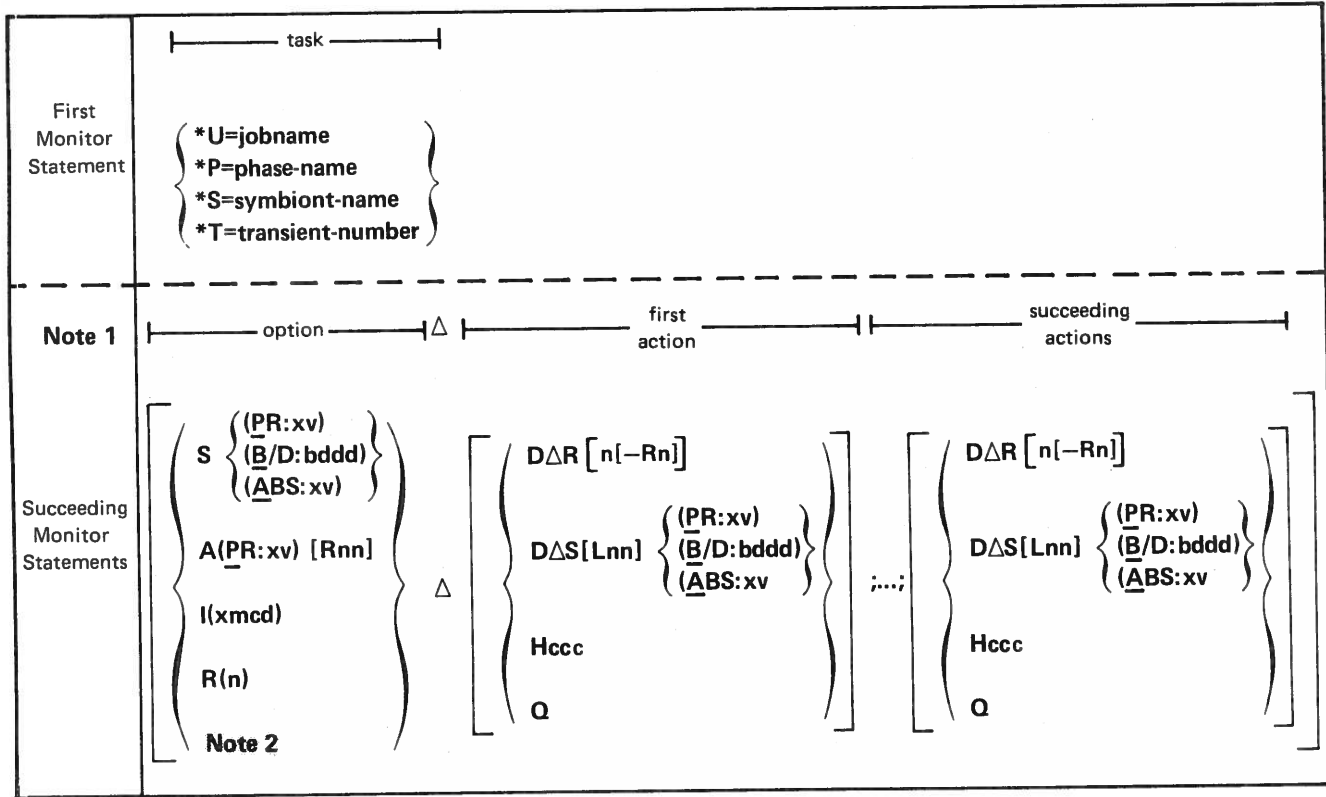 task
First
Monitor
Statement
*U=jobname
*P=phase-name
*S=symbiont-name
*T=transient-number
Note 1
option Δ first action succeeding actions
Succeeding
Monitor
Statements
S {(PR:xv) (B/D:bddd) (ABS:xv)}
A(PR:xv) [Rnn]
I(xmcd)
R(n)
Note 2
Δ
DΔR [n[–Rn]]
DΔS[Lnn] {(PR:xv) (B/D:bddd) (ABS:xv)}
Hccc
Q
;...;
DΔR [n[–Rn]]
DΔS[Lnn] {(PR:xv) (B/D:bddd) (ABS:xv}
Hccc
Q